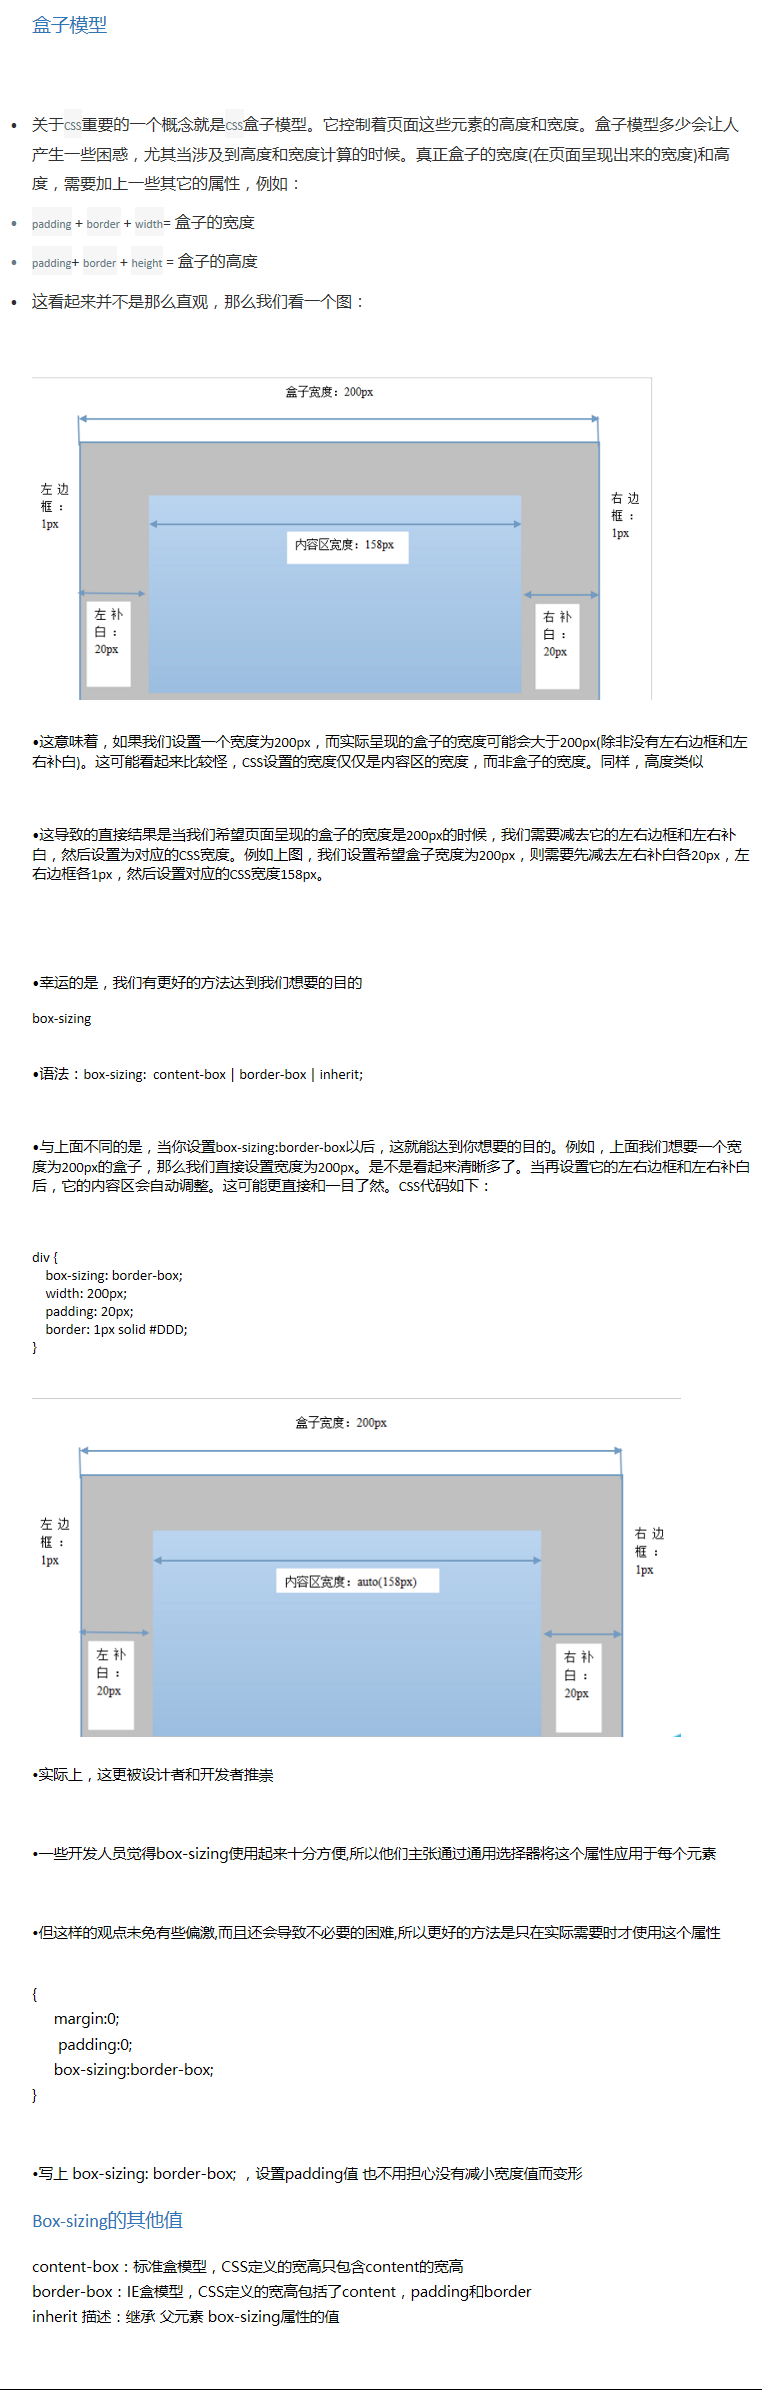 盒子模型
• 关于CSS重要的一个概念就是CSS盒子模型。它控制着页面这些元素的高度和宽度。盒子模型多少会让人
产生一些困惑，尤其当涉及到高度和宽度计算的时候。真正盒子的宽度(在页面呈现出来的宽度)和高
度，需要加上一些其它的属性，例如：
• padding + border + width= 盒子的宽度
• padding+ border + height = 盒子的高度
• 这看起来并不是那么直观，那么我们看一个图：
盒子宽度：200px
左 边
框 ：
1px
右 边
框 ：
1px
内容区宽度：158px
左 补
白 ：
20px
右 补
白 ：
20px
•这意味着，如果我们设置一个宽度为200px，而实际呈现的盒子的宽度可能会大于200px(除非没有左右边框和左
右补白)。这可能看起来比较怪，CSS设置的宽度仅仅是内容区的宽度，而非盒子的宽度。同样，高度类似
•这导致的直接结果是当我们希望页面呈现的盒子的宽度是200px的时候，我们需要减去它的左右边框和左右补
白，然后设置为对应的CSS宽度。例如上图，我们设置希望盒子宽度为200px，则需要先减去左右补白各20px，左
右边框各1px，然后设置对应的CSS宽度158px。
•幸运的是，我们有更好的方法达到我们想要的目的
box-sizing
•语法：box-sizing:  content-box | border-box | inherit;
•与上面不同的是，当你设置box-sizing:border-box以后，这就能达到你想要的目的。例如，上面我们想要一个宽
度为200px的盒子，那么我们直接设置宽度为200px。是不是看起来清晰多了。当再设置它的左右边框和左右补白
后，它的内容区会自动调整。这可能更直接和一目了然。CSS代码如下：
div {
box-sizing: border-box;
width: 200px;
padding: 20px;
border: 1px solid #DDD;
}
盒子宽度：200px
左 边
框 ：
1px
右 边
框 ：
1px
内容区宽度：auto(158px)
左 补
白 ：
20px
右 补
白 ：
20px
•实际上，这更被设计者和开发者推崇
•一些开发人员觉得box-sizing使用起来十分方便,所以他们主张通过通用选择器将这个属性应用于每个元素
•但这样的观点未免有些偏激,而且还会导致不必要的困难,所以更好的方法是只在实际需要时才使用这个属性
{
margin:0;
padding:0;
box-sizing:border-box;
}
•写上 box-sizing: border-box; ，设置padding值 也不用担心没有减小宽度值而变形
Box-sizing的其他值
content-box：标准盒模型，CSS定义的宽高只包含content的宽高
border-box：IE盒模型，CSS定义的宽高包括了content，padding和border
inherit 描述：继承 父元素 box-sizing属性的值